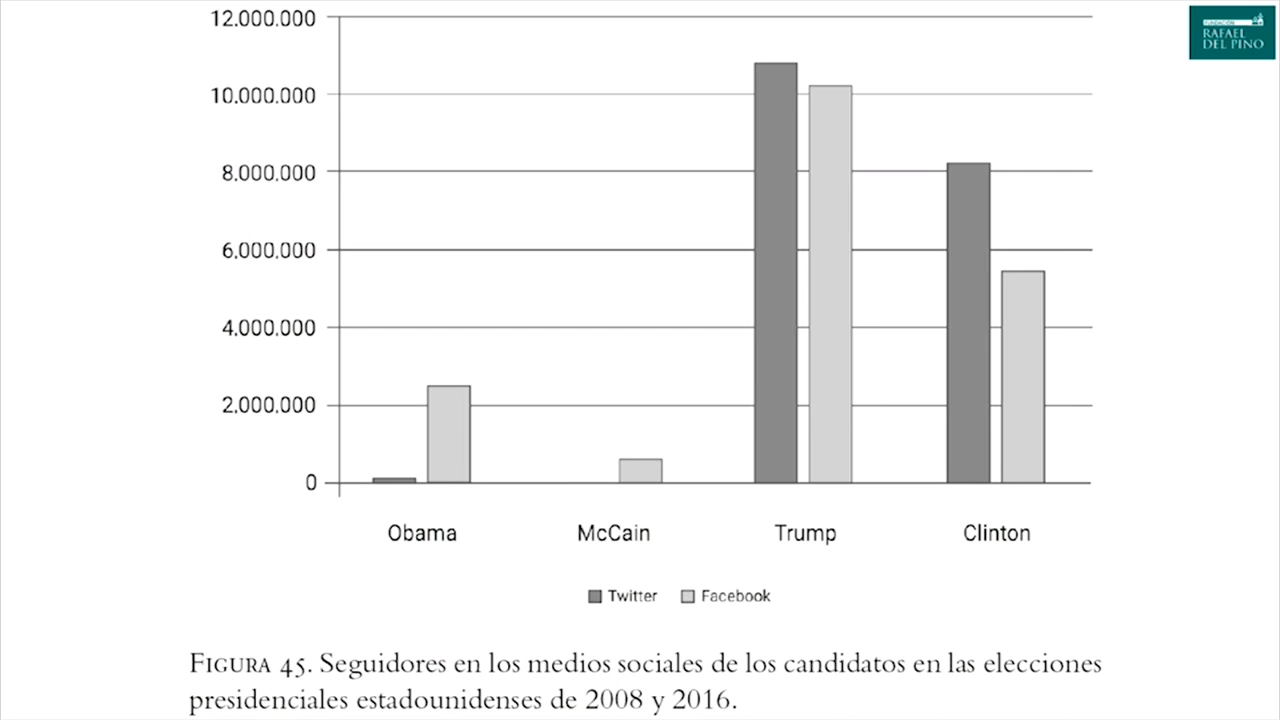 12.000.000
FUNDACIÓN
RAFAEL
DEL PINO
10.000.000
8.000.000
6.000.000
4.000.000
2.000.000
0
Obama McCain Trump Clinton
Twitter Facebook
FIGURA 45. Seguidores en los medios sociales de los candidatos en las elecciones
presidenciales estadounidenses de 2008 y 2016.